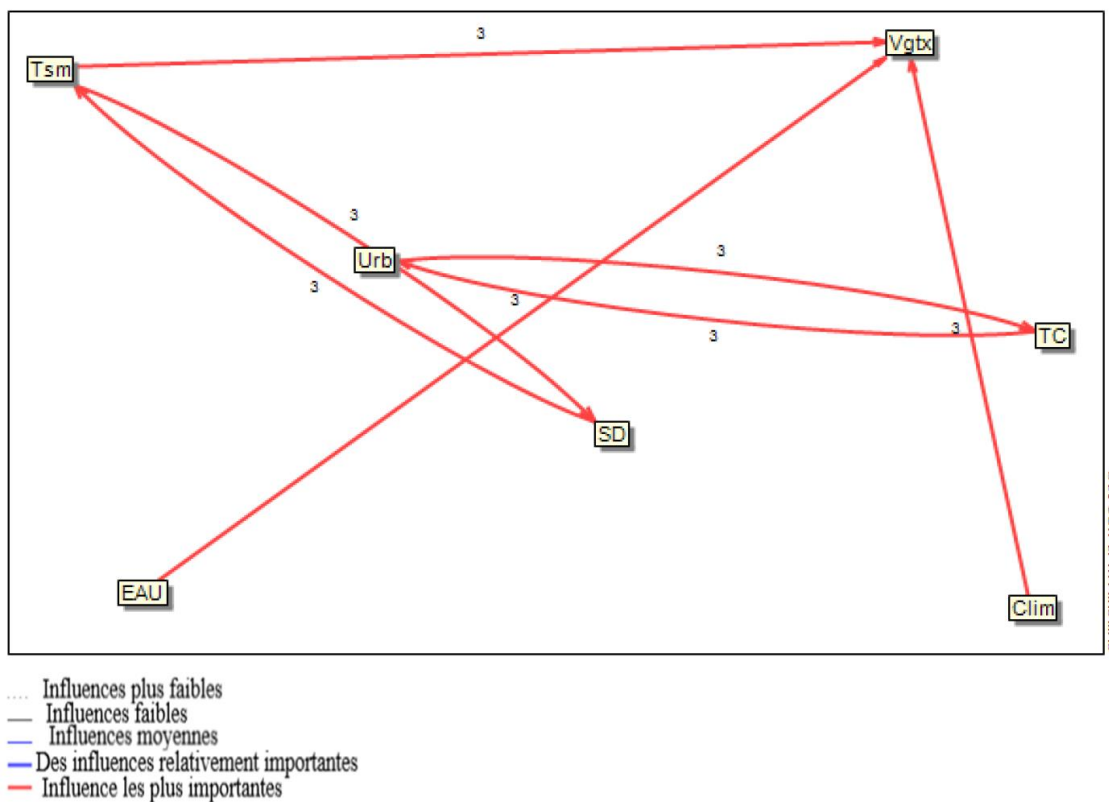 3
Vgtx
Tsm
3
Urb
3
3
3
3
3
TC
SD
EAU
Clim
Influences plus faibles
Influences faibles
Influences moyennes
Des influences relativement importantes
Influence les plus importantes